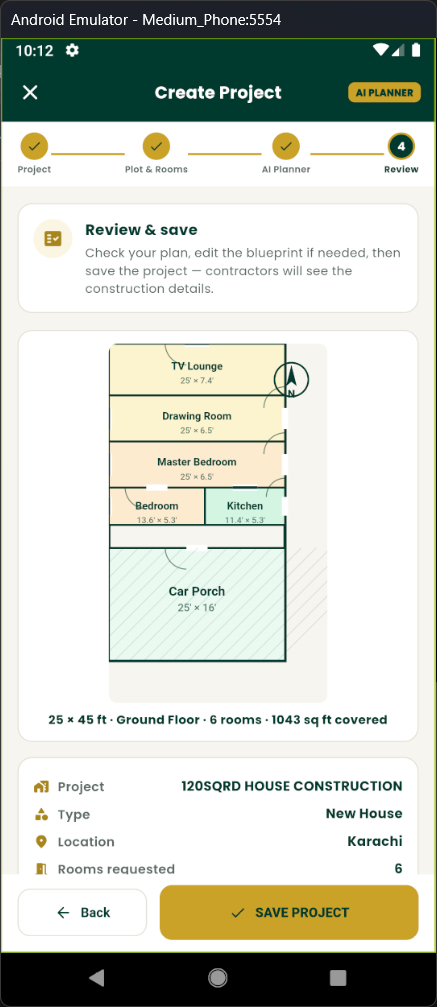 Android Emulator - Medium_Phone:5554
10:12
Create Project
AI PLANNER
4
Project
Plot & Rooms
AI Planner
Review
Review & save
Check your plan, edit the blueprint if needed, then
save the project — contractors will see the
construction details.
TV Lounge
25' × 7.4'
N
Drawing Room
25' × 6.5'
Master Bedroom
25' × 6.5'
Bedroom
13.6' × 5.3'
Kitchen
11.4' × 5.3'
Car Porch
25' × 16'
25 × 45 ft · Ground Floor · 6 rooms · 1043 sq ft covered
Project
120SQRD HOUSE CONSTRUCTION
Type
New House
Location
Karachi
Rooms requested
6
Back
SAVE PROJECT